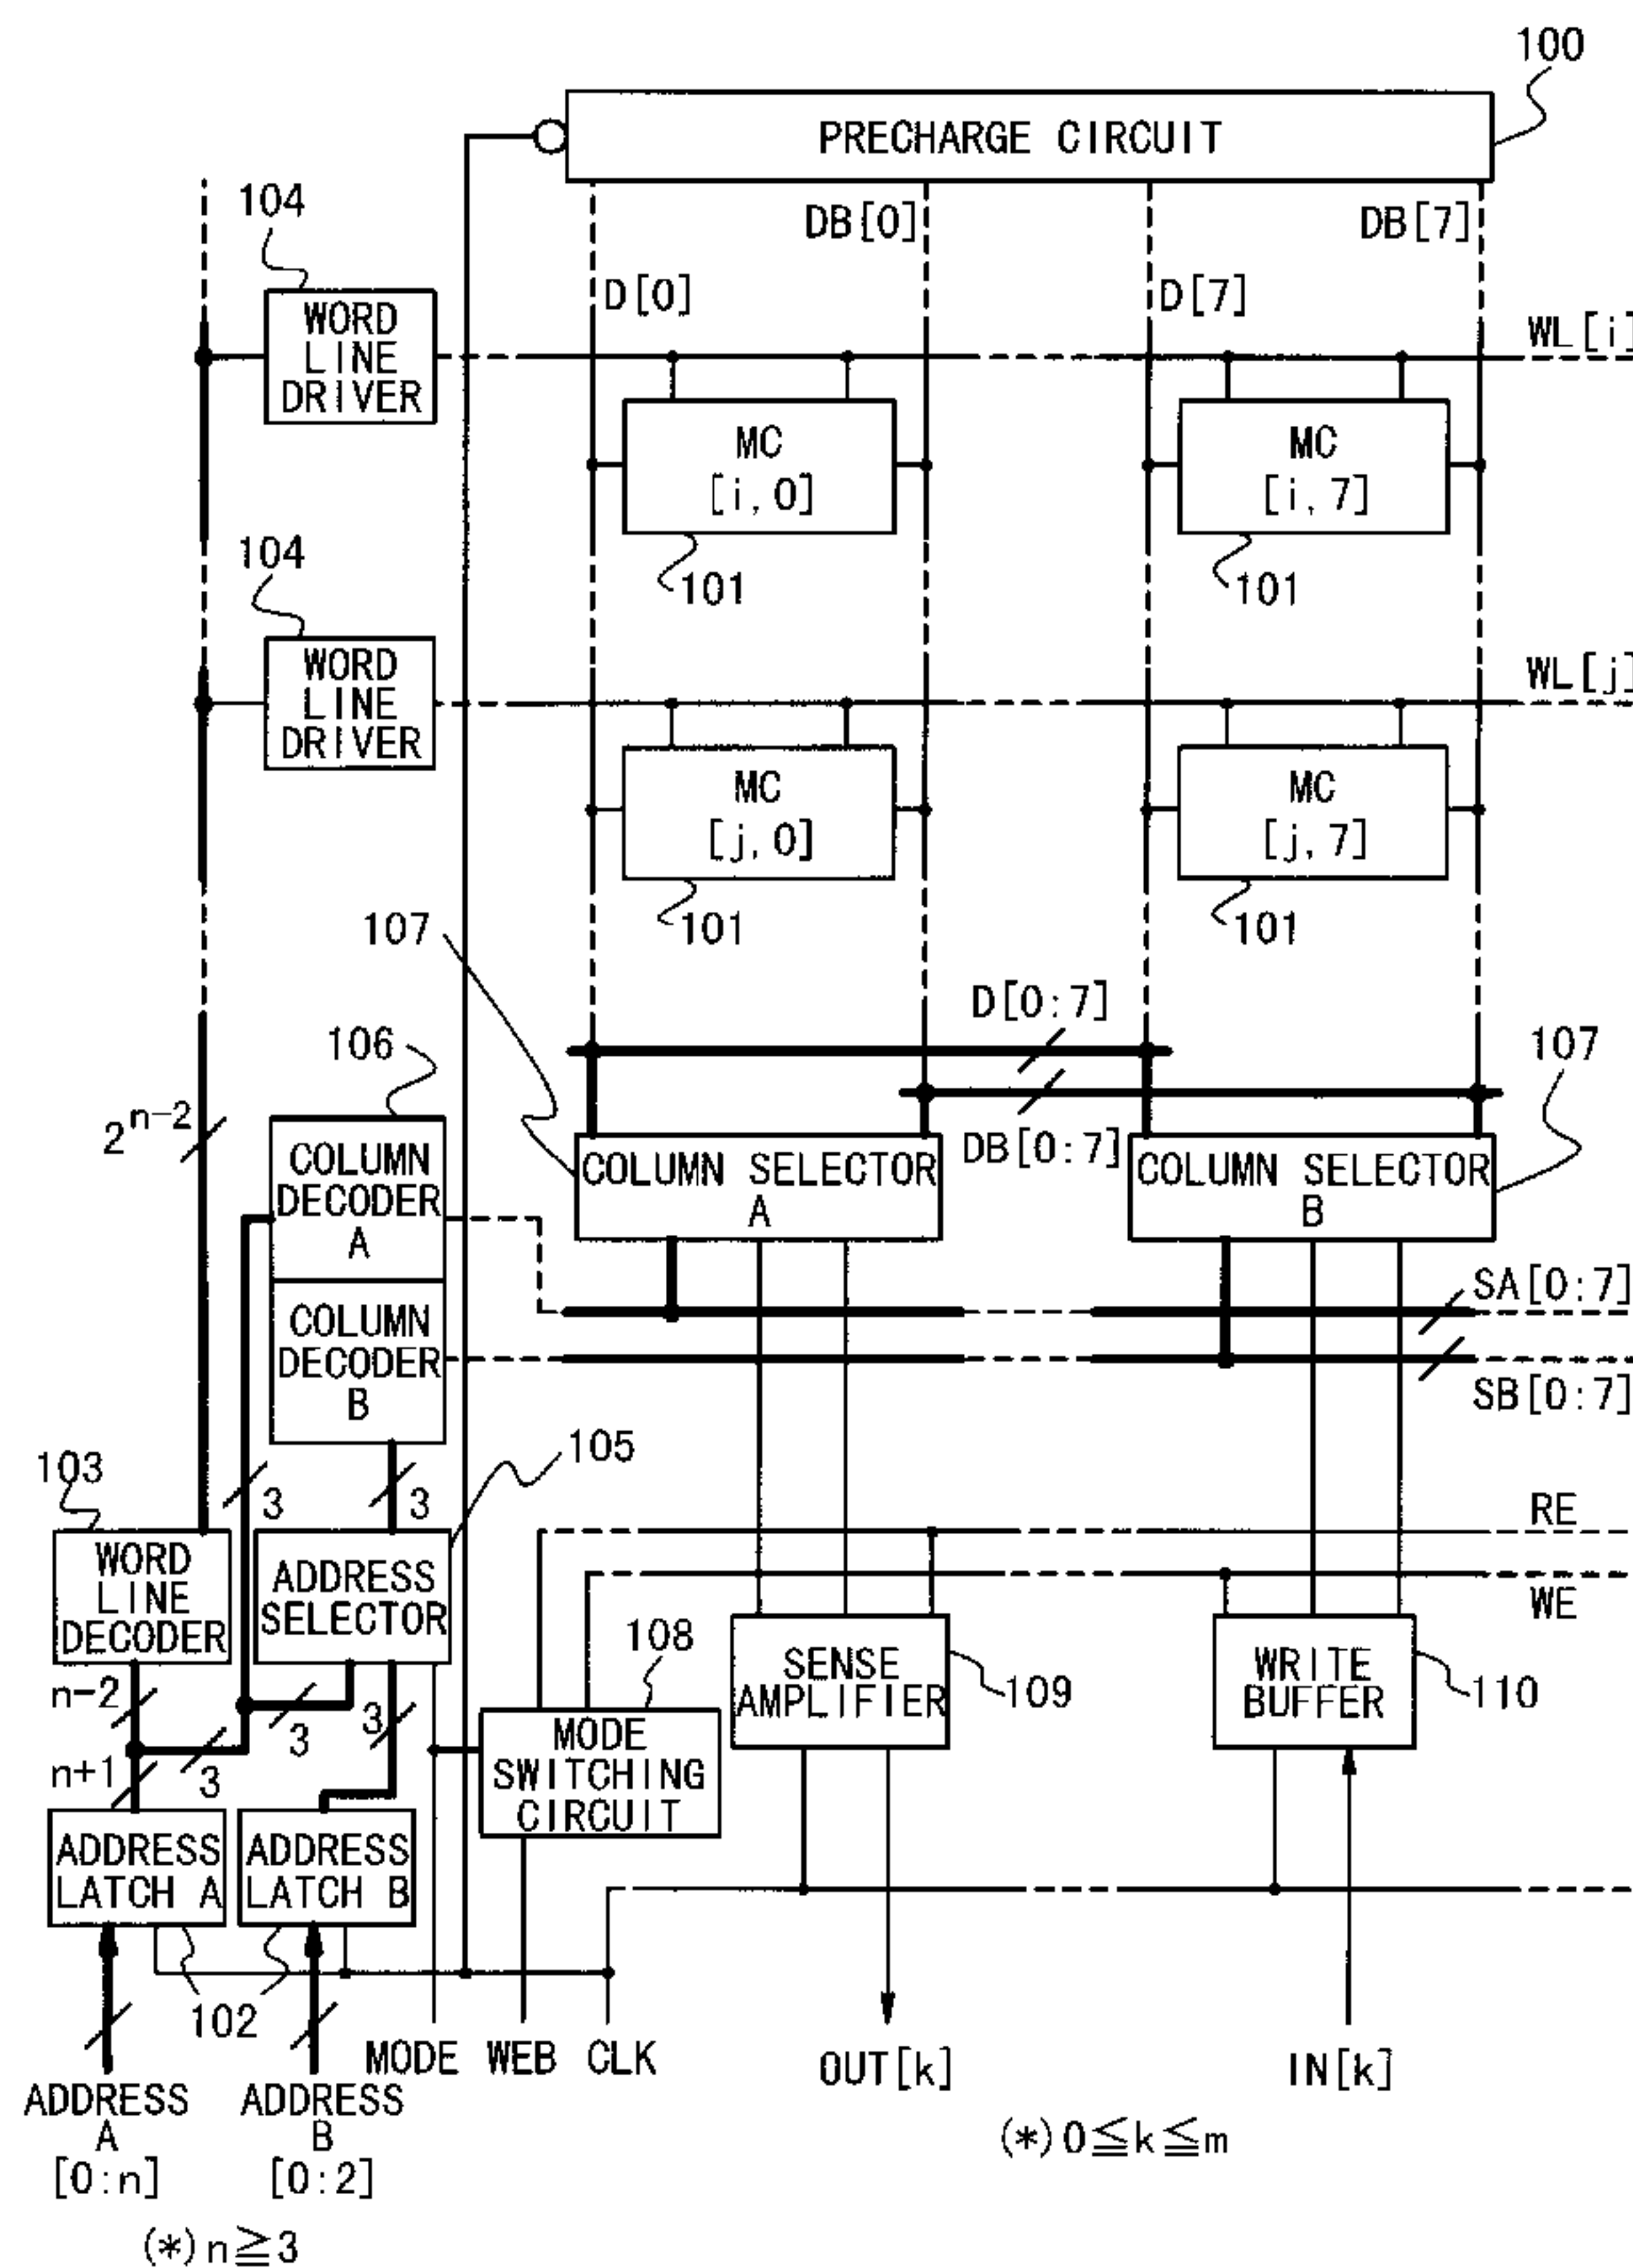 100
PRECHARGE CIRCUIT
104
DB[0]
DB[7]
D[0]
D[7]
WORD
LINE
DRIVER
WL[i]
MC
[i,0]
MC
[i,7]
101
101
104
WORD
LINE
DRIVER
WL[j]
MC
[j,0]
MC
[j,7]
101
101
107
D[0:7]
106
107
2^n-2
COLUMN
DECODER
A
COLUMN SELECTOR
A
DB[0:7]
COLUMN SELECTOR
B
SA[0:7]
COLUMN
DECODER
B
SB[0:7]
103
3
3
105
RE
WORD
LINE
DECODER
ADDRESS
SELECTOR
WE
108
SENSE
AMPLIFIER
109
WRITE
BUFFER
110
n-2
3
3
n+1
3
MODE
SWITCHING
CIRCUIT
ADDRESS
LATCH A
ADDRESS
LATCH B
102
MODE
WEB
CLK
OUT[k]
IN[k]
ADDRESS
A
[0:n]
ADDRESS
B
[0:2]
(*)0≦k≦m
(*)n≧3